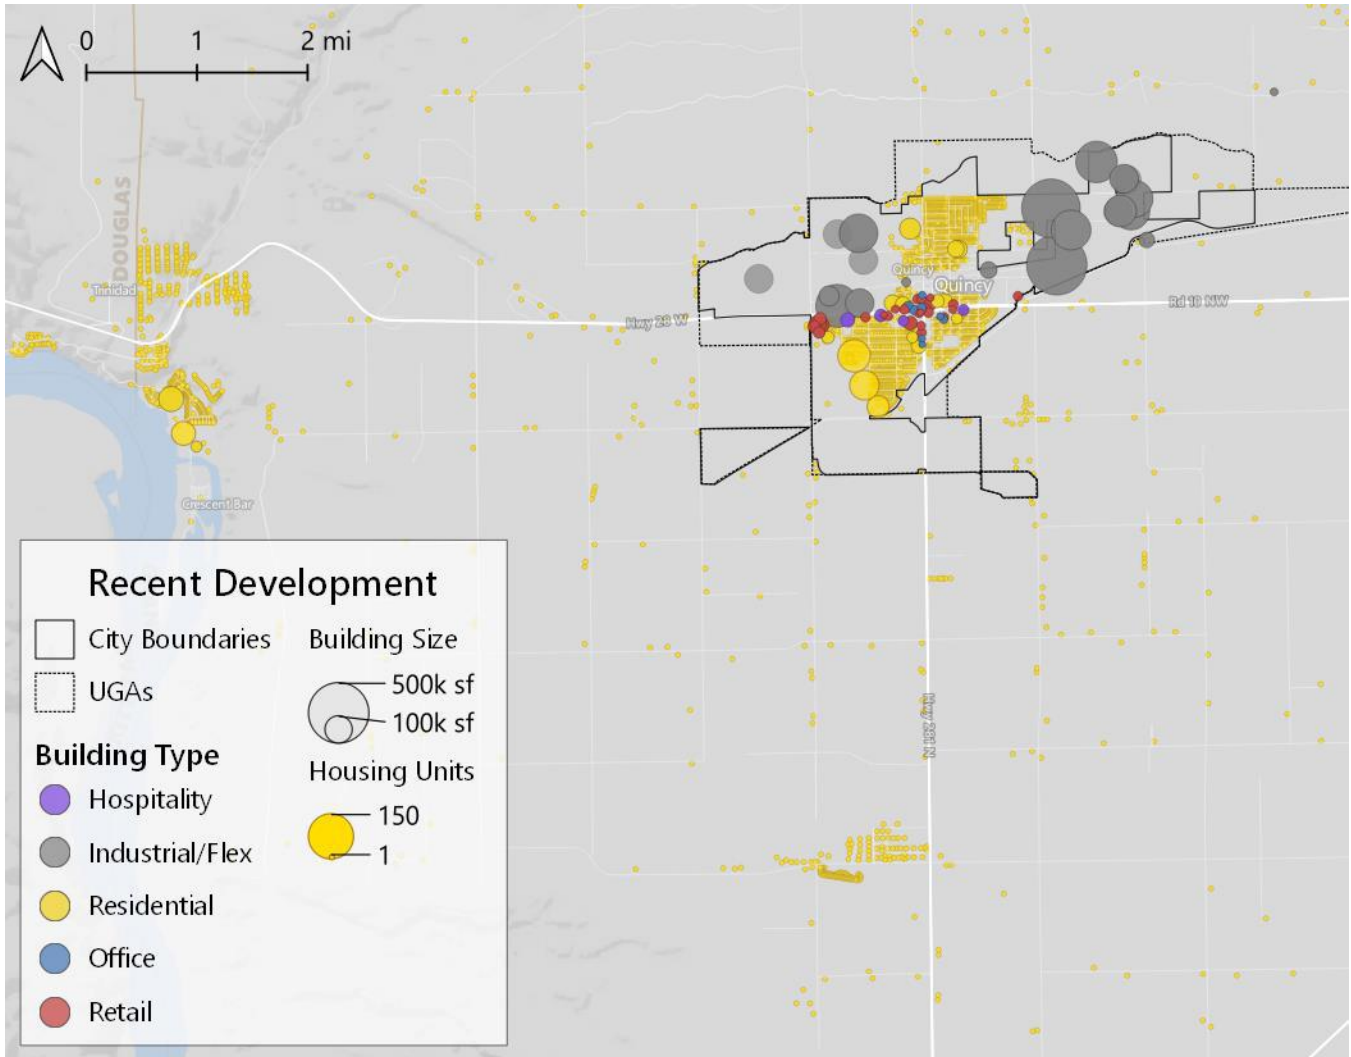 0 1 2 mi
DOUGLAS
Trinidad
Quincy
Quincy
Hwy 28 W
Rd 10 NW
Crescent Bar
Hwy 281 N
Recent Development
City Boundaries
UGAs
Building Type
Hospitality
Industrial/Flex
Residential
Office
Retail
Building Size
500k sf
100k sf
Housing Units
150
1